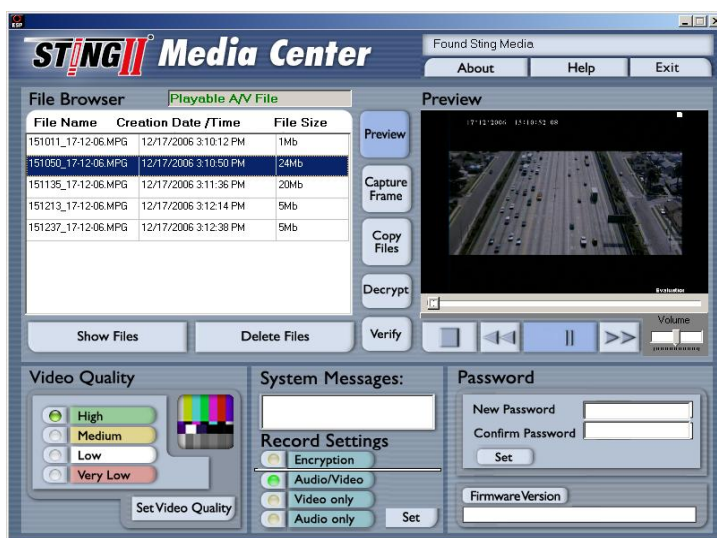 ESP
STINGII Media Center
Found Sting Media
About Help Exit
File Browser Playable A/V File
Preview
File Name Creation Date /Time File Size
151011_17-12-06.MPG 12/17/2006 3:10:12 PM 1Mb
151050_17-12-06.MPG 12/17/2006 3:10:50 PM 24Mb
151135_17-12-06.MPG 12/17/2006 3:11:36 PM 20Mb
151213_17-12-06.MPG 12/17/2006 3:12:14 PM 5Mb
151237_17-12-06.MPG 12/17/2006 3:12:38 PM 5Mb
Preview
Capture Frame
Copy Files
Decrypt
Verify
17/12/2006
Evaluation
Show Files Delete Files
Volume
Video Quality
High
Medium
Low
Very Low
Set Video Quality
System Messages:
Record Settings
Encryption
Audio/Video
Video only
Audio only
Set
Password
New Password
Confirm Password
Set
Firmware Version